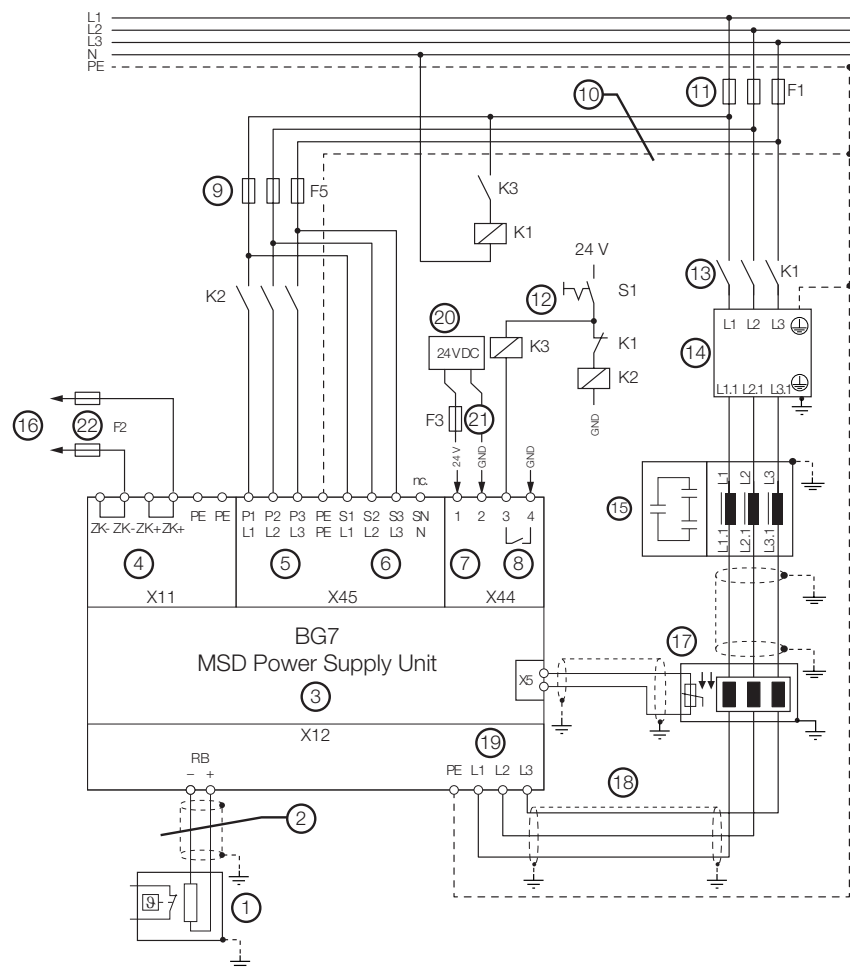 L1
L2
L3
N
PE
10
11
F1
9
F5
K3
K1
24 V
K2
12
S1
13
K1
20
24VDC
K3
K1
L1 L2 L3
14
K2
F3
21
L1.1 L2.1 L3.1
16
22
F2
24 V
GND
GND
GND
nc.
L1
L2
L3
15
L1.1
L2.1
L3.1
ZK- ZK- ZK+ ZK+ PE PE
P1 P2 P3 PE S1 S2 S3 SN
L1 L2 L3 PE L1 L2 L3 N
1 2 3 4
4
5
6
7
8
X11
X45
X44
BG7
MSD Power Supply Unit
3
X5
17
X12
19
RB
- +
PE L1 L2 L3
18
2
ϑ
1